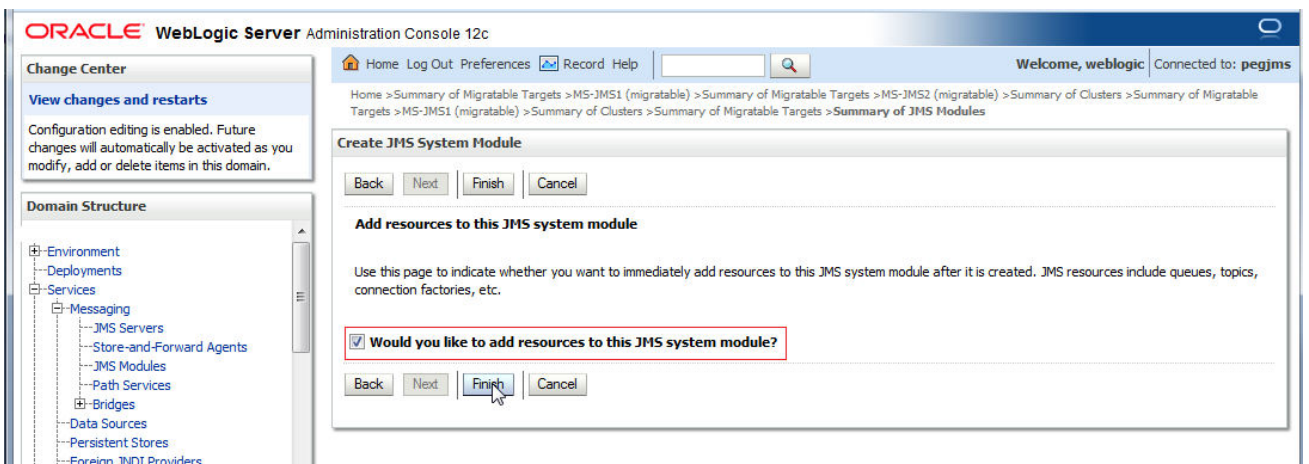 ORACLE WebLogic Server Administration Console 12c
Change Center
View changes and restarts
Configuration editing is enabled. Future
changes will automatically be activated as you
modify, add or delete items in this domain.
Domain Structure
Environment
Deployments
Services
Messaging
JMS Servers
Store-and-Forward Agents
JMS Modules
Path Services
Bridges
Data Sources
Persistent Stores
Foreign JNDI Providers
Home Log Out Preferences Record Help
Welcome, weblogic Connected to: pegjms
Home >Summary of Migratable Targets >MS-JMS1 (migratable) >Summary of Migratable Targets >MS-JMS2 (migratable) >Summary of Clusters >Summary of Migratable
Targets >MS-JMS1 (migratable) >Summary of Clusters >Summary of Migratable Targets >Summary of JMS Modules
Create JMS System Module
Back Next Finish Cancel
Add resources to this JMS system module
Use this page to indicate whether you want to immediately add resources to this JMS system module after it is created. JMS resources include queues, topics,
connection factories, etc.
Would you like to add resources to this JMS system module?
Back Next Finish Cancel